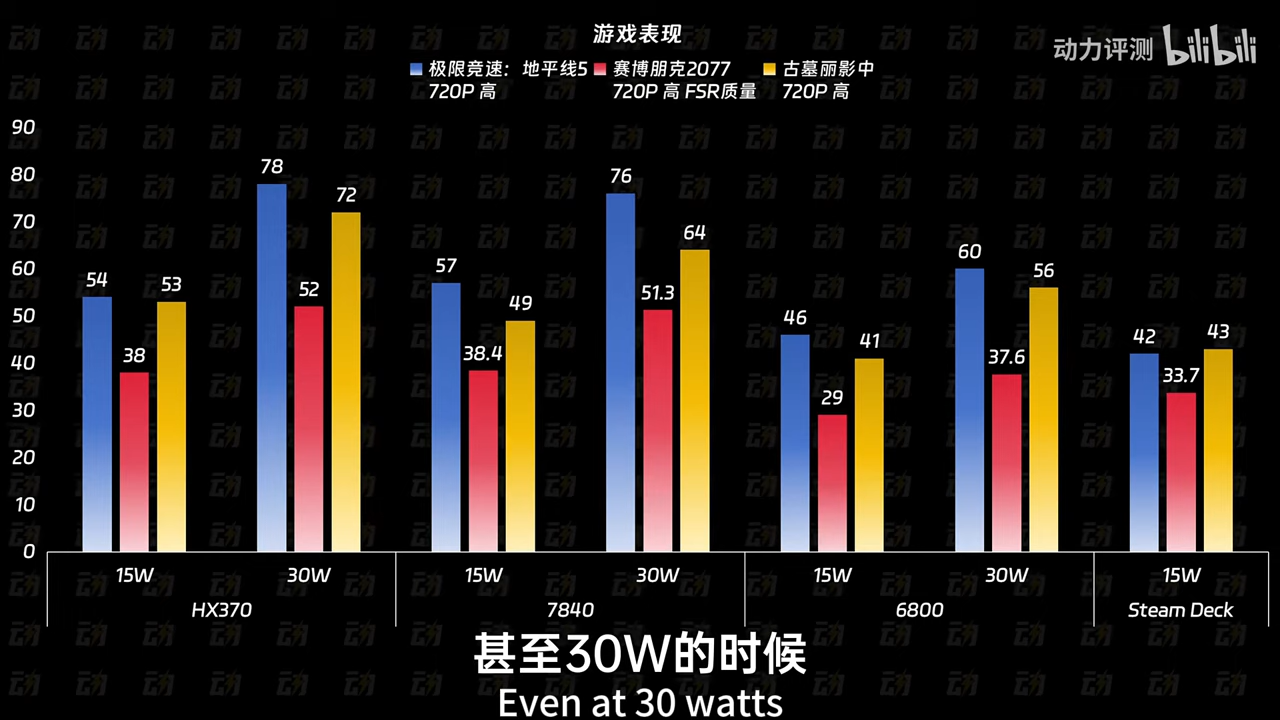 游戏表现
动力评测 bilibili
极限竞速：地平线5 赛博朋克2077 古墓丽影中
720P 高 720P 高 FSR质量 720P 高
90
80
70
60
50
40
30
20
10
0
54 38 53 78 52 72 57 38.4 49 76 51.3 64 46 29 41 60 37.6 56 42 33.7 43
15W 30W 15W 30W 15W 30W 15W
HX370 7840 6800 Steam Deck
甚至30W的时候
Even at 30 watts